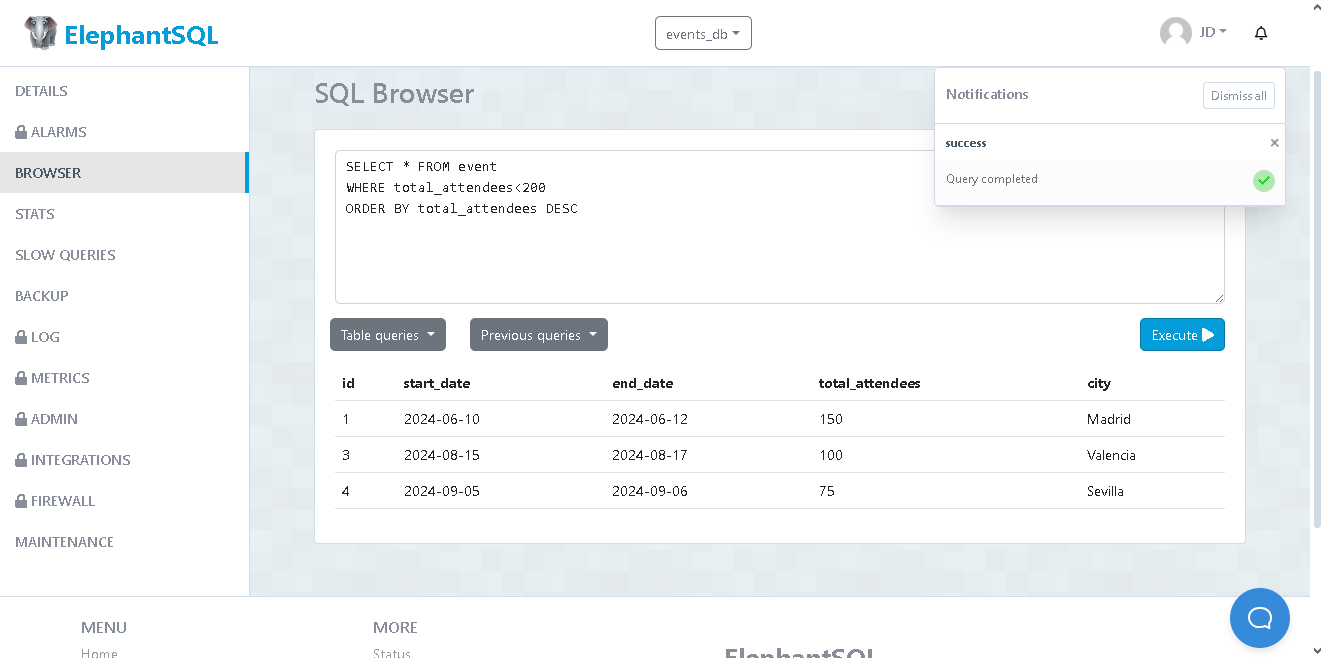 ElephantSQL
events_db
JD
DETAILS
ALARMS
BROWSER
STATS
SLOW QUERIES
BACKUP
LOG
METRICS
ADMIN
INTEGRATIONS
FIREWALL
MAINTENANCE
SQL Browser
Notifications
Dismiss all
success
×
Query completed
SELECT * FROM event
WHERE total_attendees<200
ORDER BY total_attendees DESC
Table queries
Previous queries
Execute
id start_date end_date total_attendees city
1 2024-06-10 2024-06-12 150 Madrid
3 2024-08-15 2024-08-17 100 Valencia
4 2024-09-05 2024-09-06 75 Sevilla
MENU
Home
MORE
Status
ElephantSQL